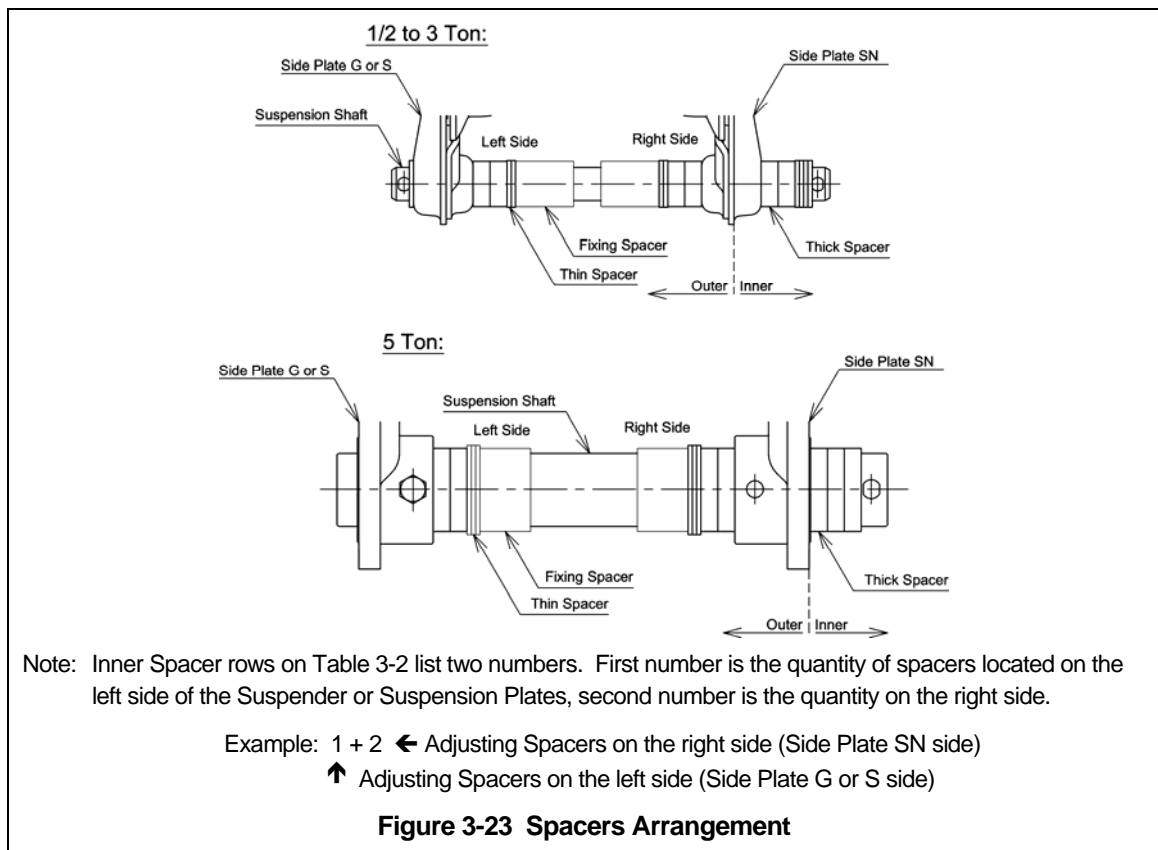 1/2 to 3 Ton:
Side Plate G or S
Side Plate SN
Suspension Shaft
Left Side
Right Side
Fixing Spacer
Thick Spacer
Thin Spacer
Outer
Inner
5 Ton:
Side Plate G or S
Side Plate SN
Suspension Shaft
Left Side
Right Side
Fixing Spacer
Thick Spacer
Thin Spacer
Outer
Inner
Note: Inner Spacer rows on Table 3-2 list two numbers. First number is the quantity of spacers located on the
left side of the Suspender or Suspension Plates, second number is the quantity on the right side.
Example: 1 + 2 ← Adjusting Spacers on the right side (Side Plate SN side)
↑ Adjusting Spacers on the left side (Side Plate G or S side)
Figure 3-23 Spacers Arrangement